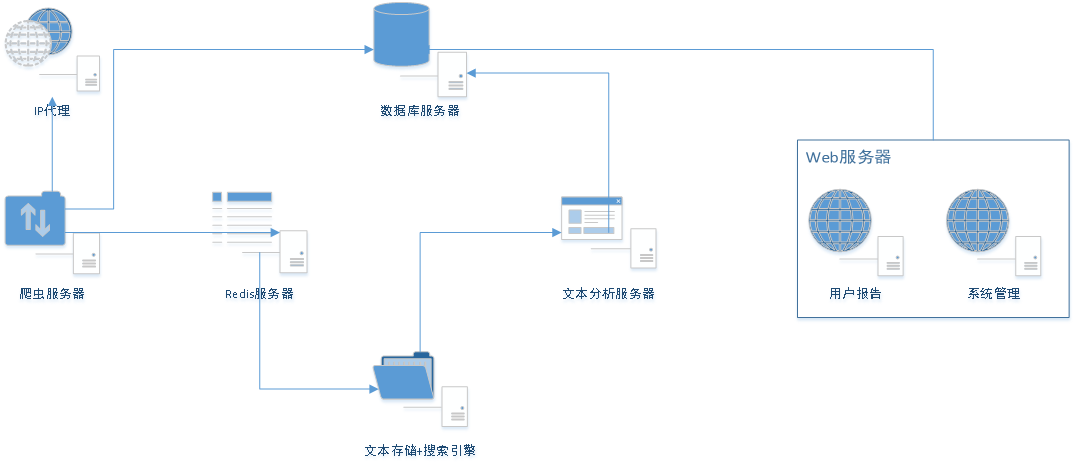 IP代理
数据库服务器
Web服务器
爬虫服务器
Redis服务器
文本分析服务器
用户报告
系统管理
文本存储+搜索引擎